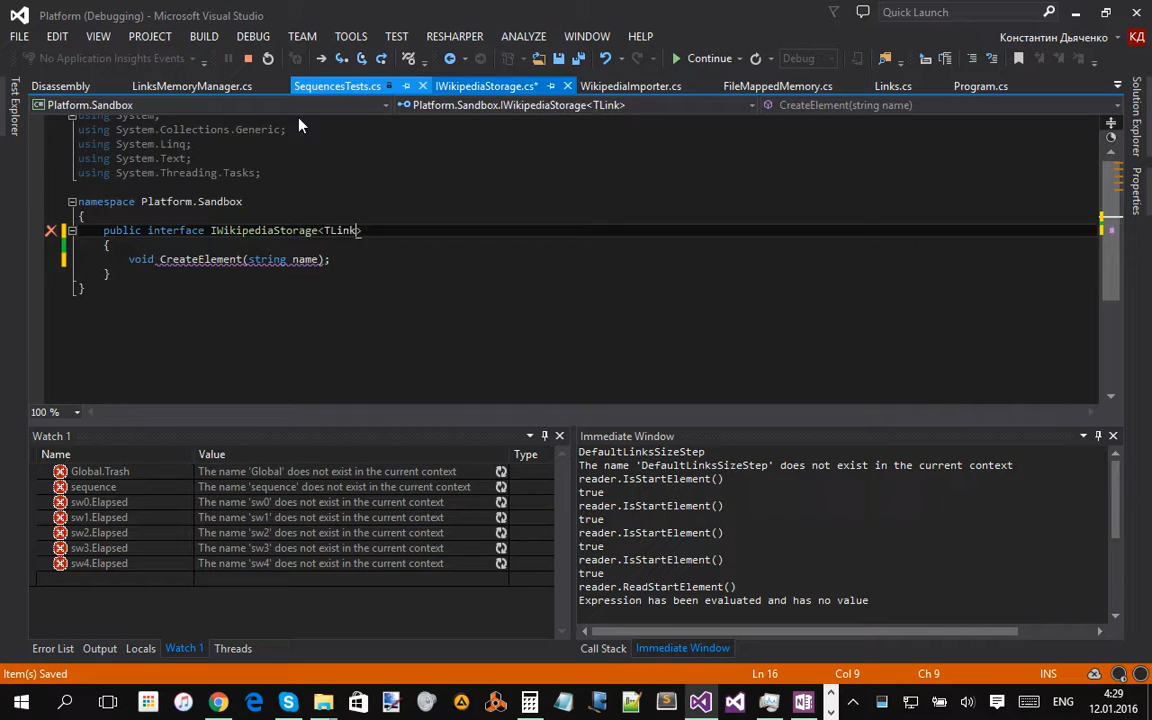 Platform (Debugging) - Microsoft Visual Studio
Quick Launch
FILE EDIT VIEW PROJECT BUILD DEBUG TEAM TOOLS TEST RESHARPER ANALYZE WINDOW HELP
Константин Дьяченко КД
No Application Insights Events
Continue
Debug
Test Explorer
Disassembly LinksMemoryManager.cs SequencesTests.cs IWikipediaStorage.cs* WikipediaImporter.cs FileMappedMemory.cs Links.cs Program.cs
Platform.Sandbox Platform.Sandbox.IWikipediaStorage<TLink> CreateElement(string name)
Solution Explorer
Properties
using System;
using System.Collections.Generic;
using System.Linq;
using System.Text;
using System.Threading.Tasks;
namespace Platform.Sandbox
{
public interface IWikipediaStorage<TLink>
{
void CreateElement(string name);
}
}
100 %
Watch 1
Name Value Type
Global.Trash The name 'Global' does not exist in the current context
sequence The name 'sequence' does not exist in the current context
sw0.Elapsed The name 'sw0' does not exist in the current context
sw1.Elapsed The name 'sw1' does not exist in the current context
sw2.Elapsed The name 'sw2' does not exist in the current context
sw3.Elapsed The name 'sw3' does not exist in the current context
sw4.Elapsed The name 'sw4' does not exist in the current context
Immediate Window
DefaultLinksSizeStep
The name 'DefaultLinksSizeStep' does not exist in the current context
reader.IsStartElement()
true
reader.IsStartElement()
true
reader.IsStartElement()
true
reader.IsStartElement()
true
reader.ReadStartElement()
Expression has been evaluated and has no value
Error List Output Locals Watch 1 Threads
Call Stack Immediate Window
Item(s) Saved Ln 16 Col 9 Ch 9 INS
ENG
4:29
12.01.2016